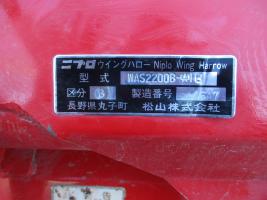 ニプロ ウイングハロー Niplo Wing Harrow
型式 WAS2200B
区分 B 製造番号
長野県丸子町 松山株式会社